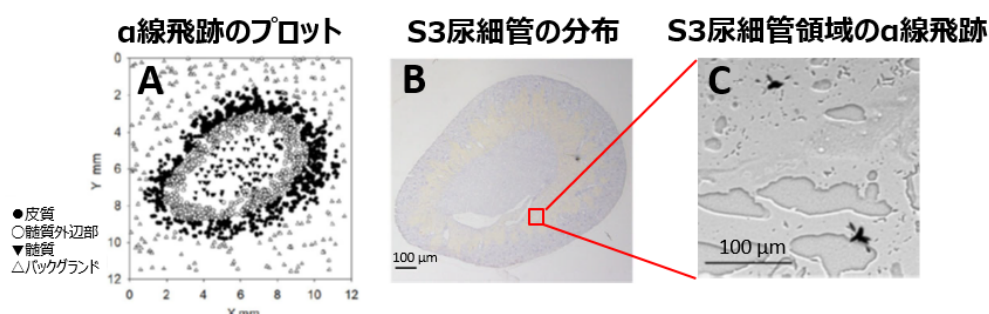 α線飛跡のプロット
S3尿細管の分布
S3尿細管領域のα線飛跡
A
B
C
0
2
4
6
8
10
12
Y mm
0 2 4 6 8 10 12
X mm
●皮質
○髄質外辺部
▼髄質
△バックグランド
100 μm
100 μm